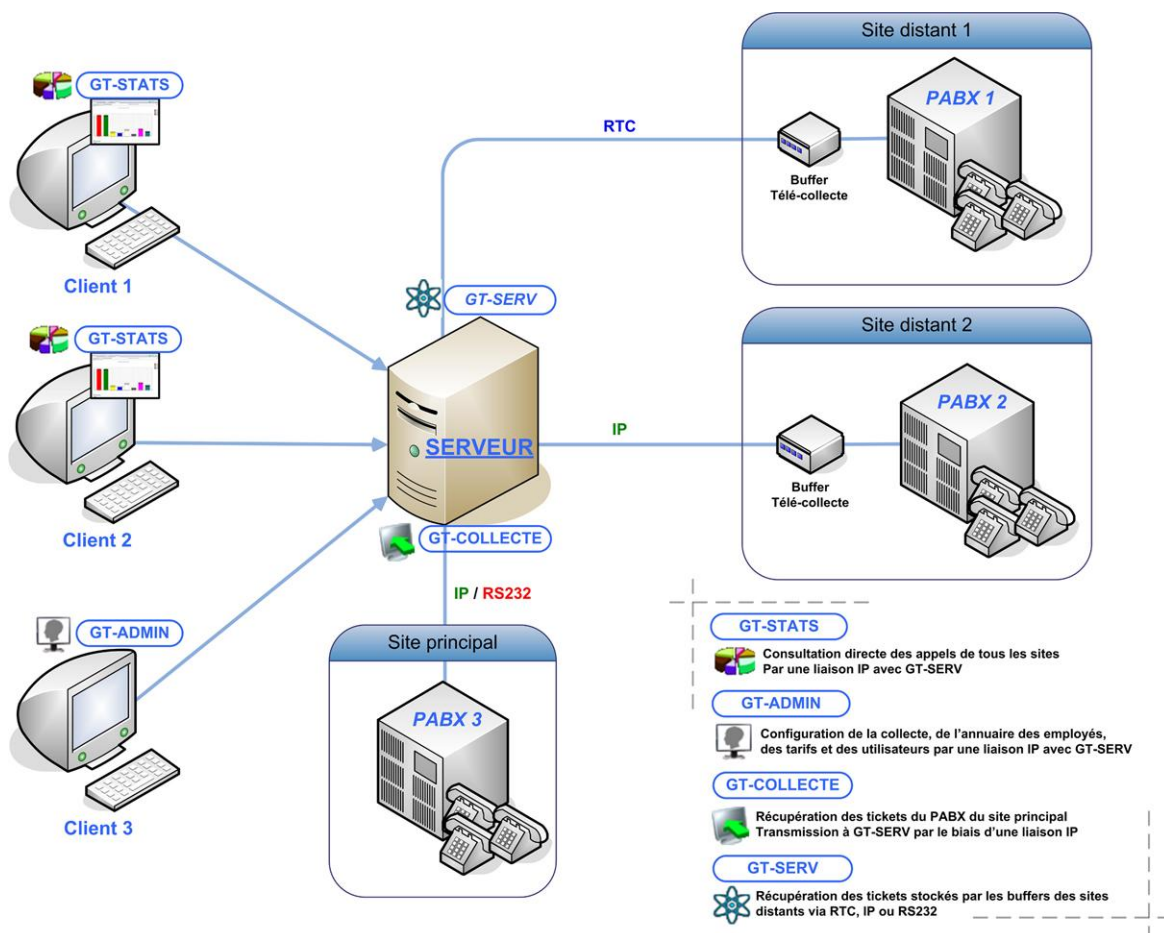 Site distant 1
GT-STATS
PABX 1
RTC
Buffer
Télé-collecte
Client 1
GT-SERV
Site distant 2
GT-STATS
PABX 2
IP
SERVEUR
Buffer
Télé-collecte
Client 2
GT-COLLECTE
IP / RS232
GT-ADMIN
Site principal
PABX 3
Client 3
GT-STATS
Consultation directe des appels de tous les sites
Par une liaison IP avec GT-SERV
GT-ADMIN
Configuration de la collecte, de l'annuaire des employés,
des tarifs et des utilisateurs par une liaison IP avec GT-SERV
GT-COLLECTE
Récupération des tickets du PABX du site principal
Transmission à GT-SERV par le biais d'une liaison IP
GT-SERV
Récupération des tickets stockés par les buffers des sites
distants via RTC, IP ou RS232